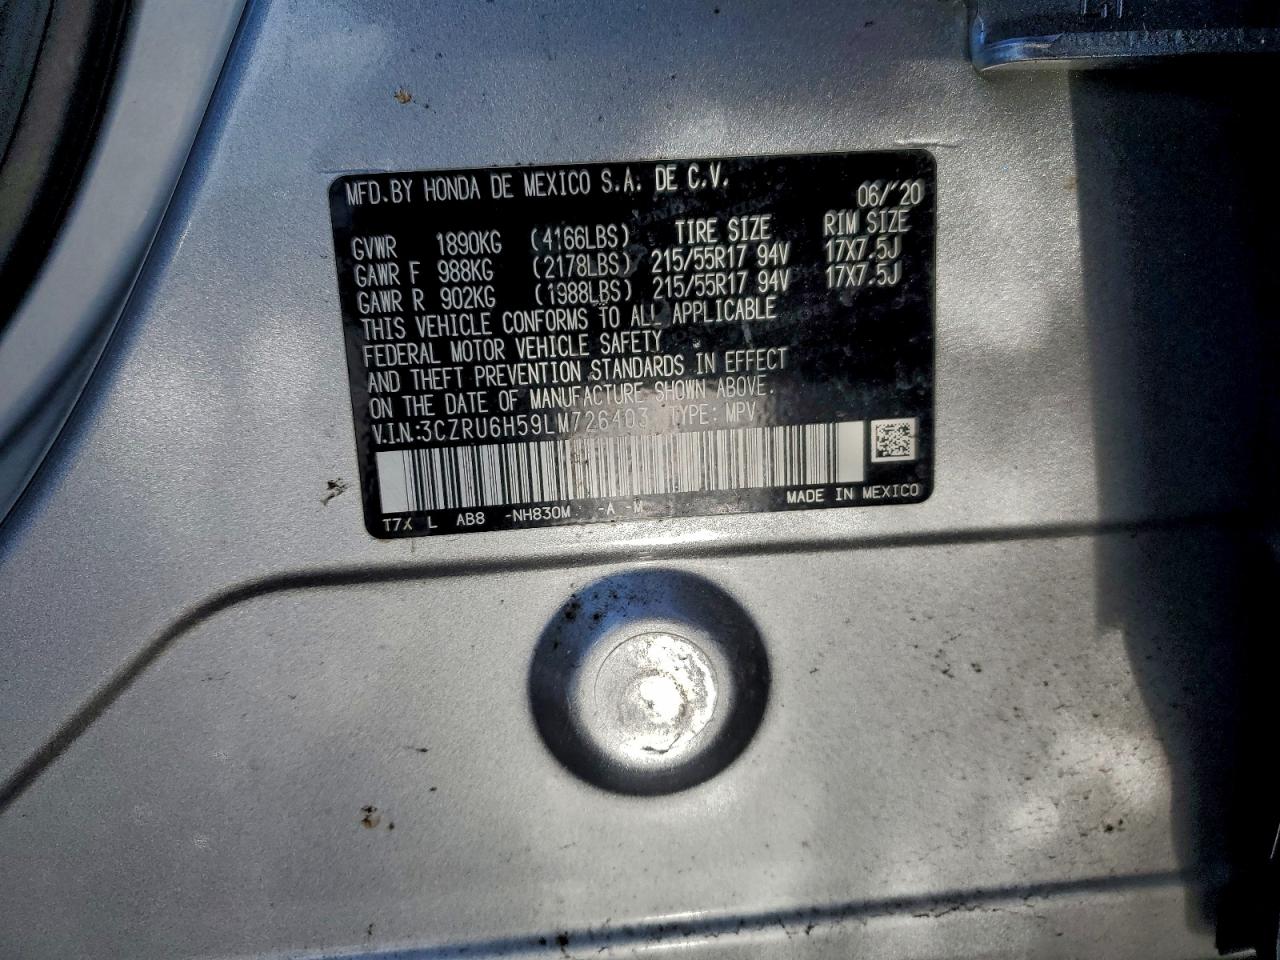 MFD.BY HONDA DE MEXICO S.A. DE C.V. 06/'20
TIRE SIZE RIM SIZE
GVWR 1890KG (4166LBS)
GAWR F 988KG (2178LBS) 215/55R17 94V 17X7.5J
GAWR R 902KG (1988LBS) 215/55R17 94V 17X7.5J
THIS VEHICLE CONFORMS TO ALL APPLICABLE
FEDERAL MOTOR VEHICLE SAFETY
AND THEFT PREVENTION STANDARDS IN EFFECT
ON THE DATE OF MANUFACTURE SHOWN ABOVE.
V.I.N.:3CZRU6H59LM726403 TYPE: MPV
T7X L AB8 -NH830M -A -M MADE IN MEXICO